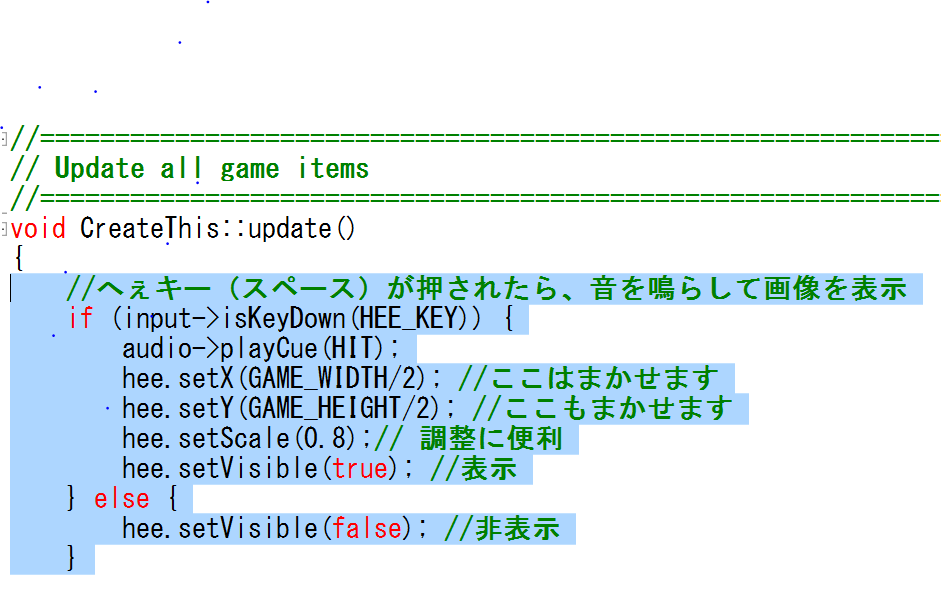 //============================================================
// Update all game items
//============================================================
void CreateThis::update()
{
//へぇキー（スペース）が押されたら、音を鳴らして画像を表示
if (input->isKeyDown(HEE_KEY)) {
audio->playCue(HIT);
hee.setX(GAME_WIDTH/2); //ここはまかせます
hee.setY(GAME_HEIGHT/2); //ここもまかせます
hee.setScale(0.8);// 調整に便利
hee.setVisible(true); //表示
} else {
hee.setVisible(false); //非表示
}